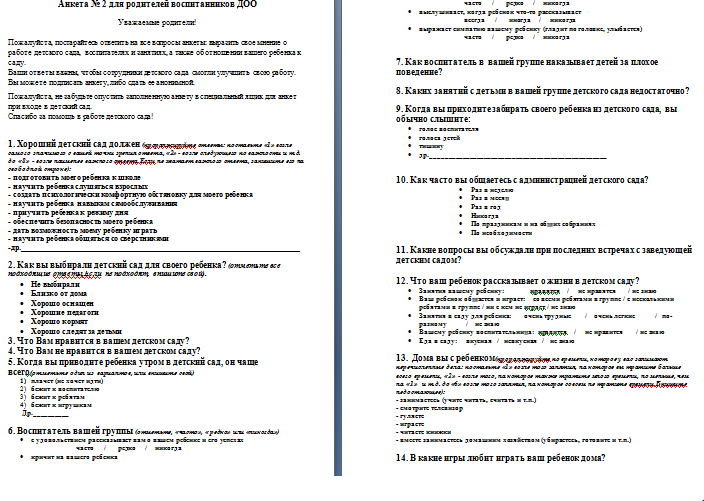 Анкета № 2 для родителей воспитанников ДОО
Уважаемые родители!
Пожалуйста, постарайтесь ответить на все вопросы анкеты: выразить свое мнение о
работе детского сада, воспитателях и занятиях, а также об отношении вашего ребенка к
саду.
Ваши ответы важны, чтобы сотрудники детского сада смогли улучшить свою работу.
Вы можете подписать анкету, либо сдать ее анонимной.
Пожалуйста, не забудьте опустить заполненную анкету в специальный ящик для анкет
при входе в детский сад.
Спасибо за помощь в работе детского сада!
1. Хороший детский сад должен (проранжируйте ответы: поставьте «1» возле
самого значимого с вашей точки зрения ответа, «2» - возле следующего по важности и т.д.
до «8» - возле наименее важного ответа. Если не хватает важного ответа, запишите его на
свободной строке):
- подготовить моего ребенка к школе
- научить ребенка слушаться взрослых
- создать психологически комфортную обстановку для моего ребенка
- научить ребенка навыкам самообслуживания
- приучить ребенка к режиму дня
- обеспечить безопасность моего ребенка
- дать возможность моему ребенку играть
- научить ребенка общаться со сверстниками
-др.
2. Как вы выбирали детский сад для своего ребенка? (отметьте все
подходящие ответы. Если не подходят, впишите свой).
• Не выбирали
• Близко от дома
• Хорошо оснащен
• Хорошие педагоги
• Хорошо кормят
• Хорошо следят за детьми
3. Что Вам нравится в вашем детском саду?
4. Что Вам не нравится в вашем детском саду?
5. Когда вы приводите ребенка утром в детский сад, он чаще
всего (отметьте один из вариантов, или впишите свой)
1) плачет (не хочет идти)
2) бежит к воспитателю
3) бежит к ребятам
4) бежит к игрушкам
Др.
6. Воспитатель вашей группы (отметьте, «часто», «редко» или «никогда»)
• с удовольствием рассказывает вам о вашем ребенке и его успехах
часто / редко / никогда
• кричит на вашего ребенка
часто / редко / никогда
• выслушивает, когда ребенок что-то рассказывает
всегда / иногда / никогда
• выражает симпатию вашему ребенку (гладит по головке, улыбается)
часто / редко / никогда
7. Как воспитатель в вашей группе наказывает детей за плохое
поведение?
8. Каких занятий с детьми в вашей группе детского сада недостаточно?
9. Когда вы приходите забирать своего ребенка из детского сада, вы
обычно слышите:
• голос воспитателя
• голоса детей
• тишину
• др.
10. Как часто вы общаетесь с администрацией детского сада?
• Раз в неделю
• Раз в месяц
• Раз в год
• Никогда
• По праздникам и на общих собраниях
• По необходимости
11. Какие вопросы вы обсуждали при последних встречах с заведующей
детским садом?
12. Что ваш ребенок рассказывает о жизни в детском саду?
• Занятия вашему ребенку: нравятся / не нравятся / не знаю
• Ваш ребенок общается и играет: со всеми ребятами в группе / с несколькими
ребятами в группе / ни с кем не играет / не знаю
• Занятия в саду для ребенка: очень трудные / очень легкие / по-
разному / не знаю
• Вашему ребенку воспитательница: нравится / не нравится / не знаю
• Еда в саду: вкусная / невкусная / не знаю
13. Дома вы с ребенком (проранжируйте по времени, которое у вас занимают
перечисленные дела: поставьте «1» возле того занятия, на которое вы тратите больше
всего времени, «2» - возле того, на которое также тратите много времени, но меньше, чем
на «1» и т.д. до «6» возле того занятия, на которое совсем не тратите времени. Впишите
недостающее):
- занимаетесь (учите читать, считать и т.п.)
- смотрите телевизор
- гуляете
- играете
- читаете книжки
- вместе занимаетесь домашним хозяйством (убираетесь, готовите и т.п.)
14. В какие игры любит играть ваш ребенок дома?